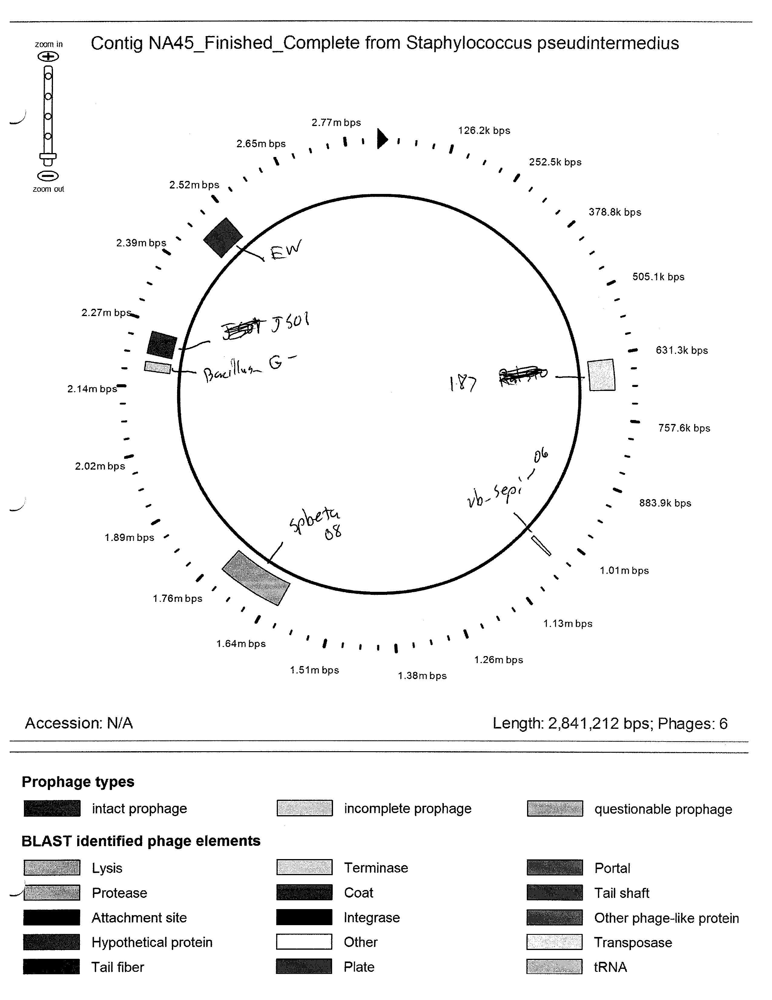 zoom in
Contig NA45_Finished_Complete from Staphylococcus pseudintermedius
zoom out
2.77m bps
126.2k bps
2.65m bps
252.5k bps
2.52m bps
378.8k bps
2.39m bps
EW
505.1k bps
2.27m bps
JS01
631.3k bps
Bacillus G-
187
2.14m bps
757.6k bps
06
2.02m bps
vb-sepi-
883.9k bps
spbeta
08
1.89m bps
1.01m bps
1.76m bps
1.13m bps
1.64m bps
1.26m bps
1.51m bps
1.38m bps
Accession: N/A
Length: 2,841,212 bps; Phages: 6
Prophage types
intact prophage
incomplete prophage
questionable prophage
BLAST identified phage elements
Lysis
Terminase
Portal
Protease
Coat
Tail shaft
Attachment site
Integrase
Other phage-like protein
Hypothetical protein
Other
Transposase
Tail fiber
Plate
tRNA